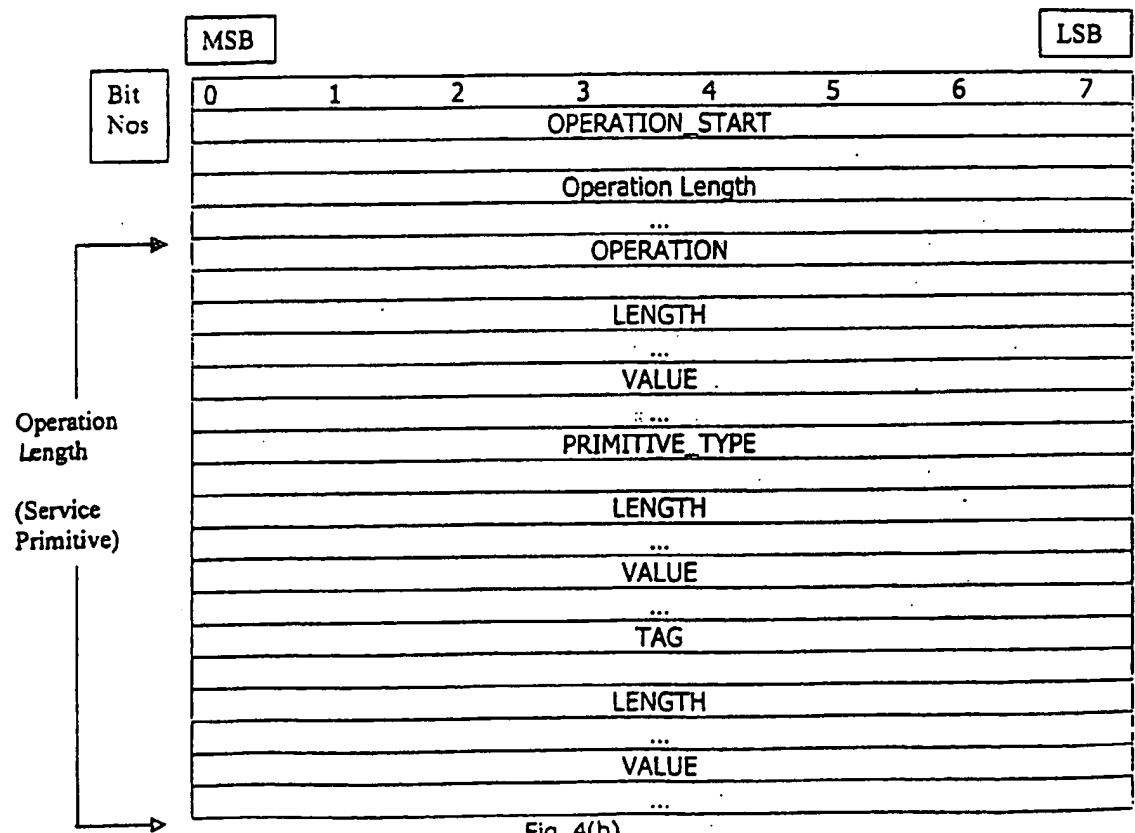 MSB
LSB
Bit
Nos
0 1 2 3 4 5 6 7
OPERATION_START
Operation Length
...
OPERATION
LENGTH
...
VALUE
...
PRIMITIVE_TYPE
LENGTH
...
VALUE
...
TAG
LENGTH
...
VALUE
...
Operation
Length
(Service
Primitive)
Fig. 4(b)